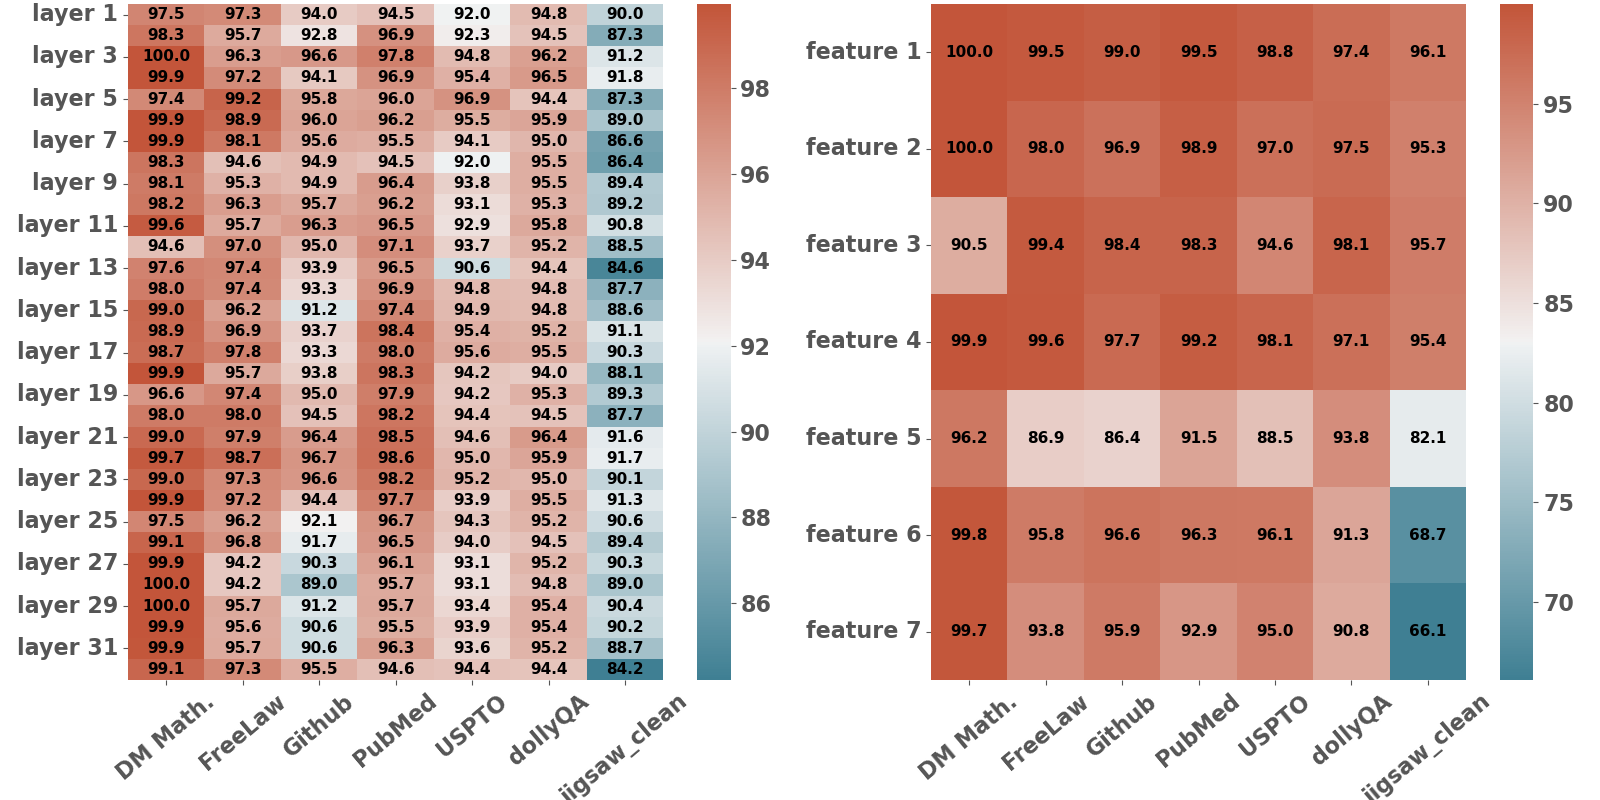 layer 1 97.5 97.3 94.0 94.5 92.0 94.8 90.0
98.3 95.7 92.8 96.9 92.3 94.5 87.3
layer 3 100.0 96.3 96.6 97.8 94.8 96.2 91.2
99.9 97.2 94.1 96.9 95.4 96.5 91.8
layer 5 97.4 99.2 95.8 96.0 96.9 94.4 87.3
99.9 98.9 96.0 96.2 95.5 95.9 89.0
layer 7 99.9 98.1 95.6 95.5 94.1 95.0 86.6
98.3 94.6 94.9 94.5 92.0 95.5 86.4
layer 9 98.1 95.3 94.9 96.4 93.8 95.5 89.4
98.2 96.3 95.7 96.2 93.1 95.3 89.2
layer 11 99.6 95.7 96.3 96.5 92.9 95.7 90.8
94.6 97.0 95.0 97.1 93.7 95.2 88.5
layer 13 97.6 97.4 93.9 96.5 90.6 94.4 84.6
98.0 97.4 93.3 96.9 94.8 94.8 87.7
layer 15 99.0 96.2 91.2 97.4 94.9 94.8 88.6
98.9 96.9 93.7 98.4 95.4 95.2 91.1
layer 17 98.7 97.8 93.3 98.0 95.6 95.5 90.3
99.9 95.7 93.8 98.3 94.2 94.0 88.1
layer 19 96.6 97.4 95.0 97.9 94.2 95.3 89.3
98.0 98.0 94.5 98.2 94.4 94.5 87.7
layer 21 99.0 97.9 96.4 98.5 94.6 96.4 91.6
99.7 98.7 96.7 98.6 95.0 95.9 91.7
layer 23 99.0 97.3 96.6 98.2 95.2 95.0 90.1
99.9 97.2 94.4 97.7 93.9 95.5 91.3
layer 25 97.5 96.2 92.1 96.7 94.3 95.2 90.6
99.1 96.8 91.7 96.5 94.0 94.5 89.4
layer 27 99.9 94.2 90.3 96.1 93.1 95.2 90.3
100.0 94.2 89.0 95.7 93.1 94.8 89.0
layer 29 100.0 95.7 91.2 95.7 93.4 95.4 90.4
99.9 95.6 90.6 95.5 93.9 95.4 90.2
layer 31 99.9 95.7 90.6 96.3 93.6 95.2 88.7
99.1 97.3 95.5 94.6 94.4 94.4 84.2
DM Math. FreeLaw Github PubMed USPTO dollyQA jigsaw_clean
98
96
94
92
90
88
86
feature 1 100.0 99.5 99.0 99.5 98.8 97.4 96.1
feature 2 100.0 98.0 96.9 98.9 97.0 97.5 95.3
feature 3 90.5 99.4 98.4 98.3 94.6 98.1 95.7
feature 4 99.9 99.6 97.7 99.2 98.1 97.1 95.4
feature 5 96.2 86.9 86.4 91.5 88.5 93.8 82.1
feature 6 99.8 95.8 96.6 96.3 96.1 91.3 68.7
feature 7 99.7 93.8 95.9 92.9 95.0 90.8 66.1
DM Math. FreeLaw Github PubMed USPTO dollyQA jigsaw_clean
95
90
85
80
75
70